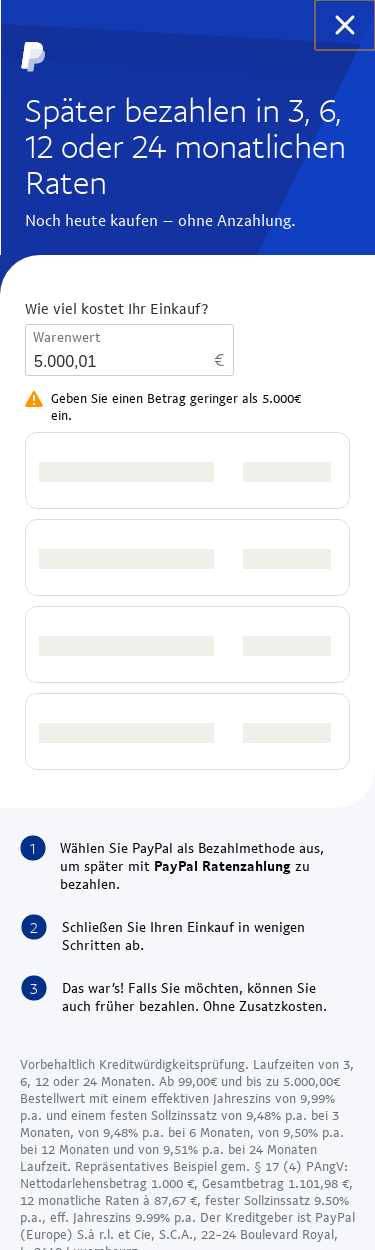 Später bezahlen in 3, 6,
12 oder 24 monatlichen
Raten
Noch heute kaufen – ohne Anzahlung.
Wie viel kostet Ihr Einkauf?
Warenwert
5.000,01 €
Geben Sie einen Betrag geringer als 5.000€
ein.
1 Wählen Sie PayPal als Bezahlmethode aus,
um später mit PayPal Ratenzahlung zu
bezahlen.
2 Schließen Sie Ihren Einkauf in wenigen
Schritten ab.
3 Das war's! Falls Sie möchten, können Sie
auch früher bezahlen. Ohne Zusatzkosten.
Vorbehaltlich Kreditwürdigkeitsprüfung. Laufzeiten von 3,
6, 12 oder 24 Monaten. Ab 99,00€ und bis zu 5.000,00€
Bestellwert mit einem effektiven Jahreszins von 9,99%
p.a. und einem festen Sollzinssatz von 9,48% p.a. bei 3
Monaten, von 9,48% p.a. bei 6 Monaten, von 9,50% p.a.
bei 12 Monaten und von 9,51% p.a. bei 24 Monaten
Laufzeit. Repräsentatives Beispiel gem. § 17 (4) PAngV:
Nettodarlehensbetrag 1.000 €, Gesamtbetrag 1.101,98 €,
12 monatliche Raten à 87,67 €, fester Sollzinssatz 9.50%
p.a., eff. Jahreszins 9.99% p.a. Der Kreditgeber ist PayPal
(Europe) S.à r.l. et Cie, S.C.A., 22-24 Boulevard Royal,